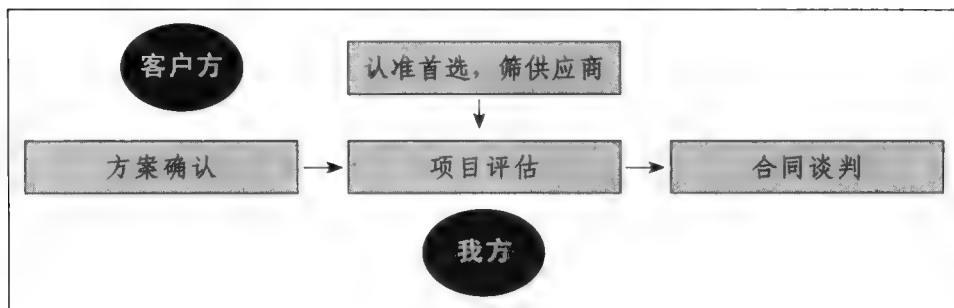 客户方
认准首选，筛供应商
方案确认
项目评估
合同谈判
我方